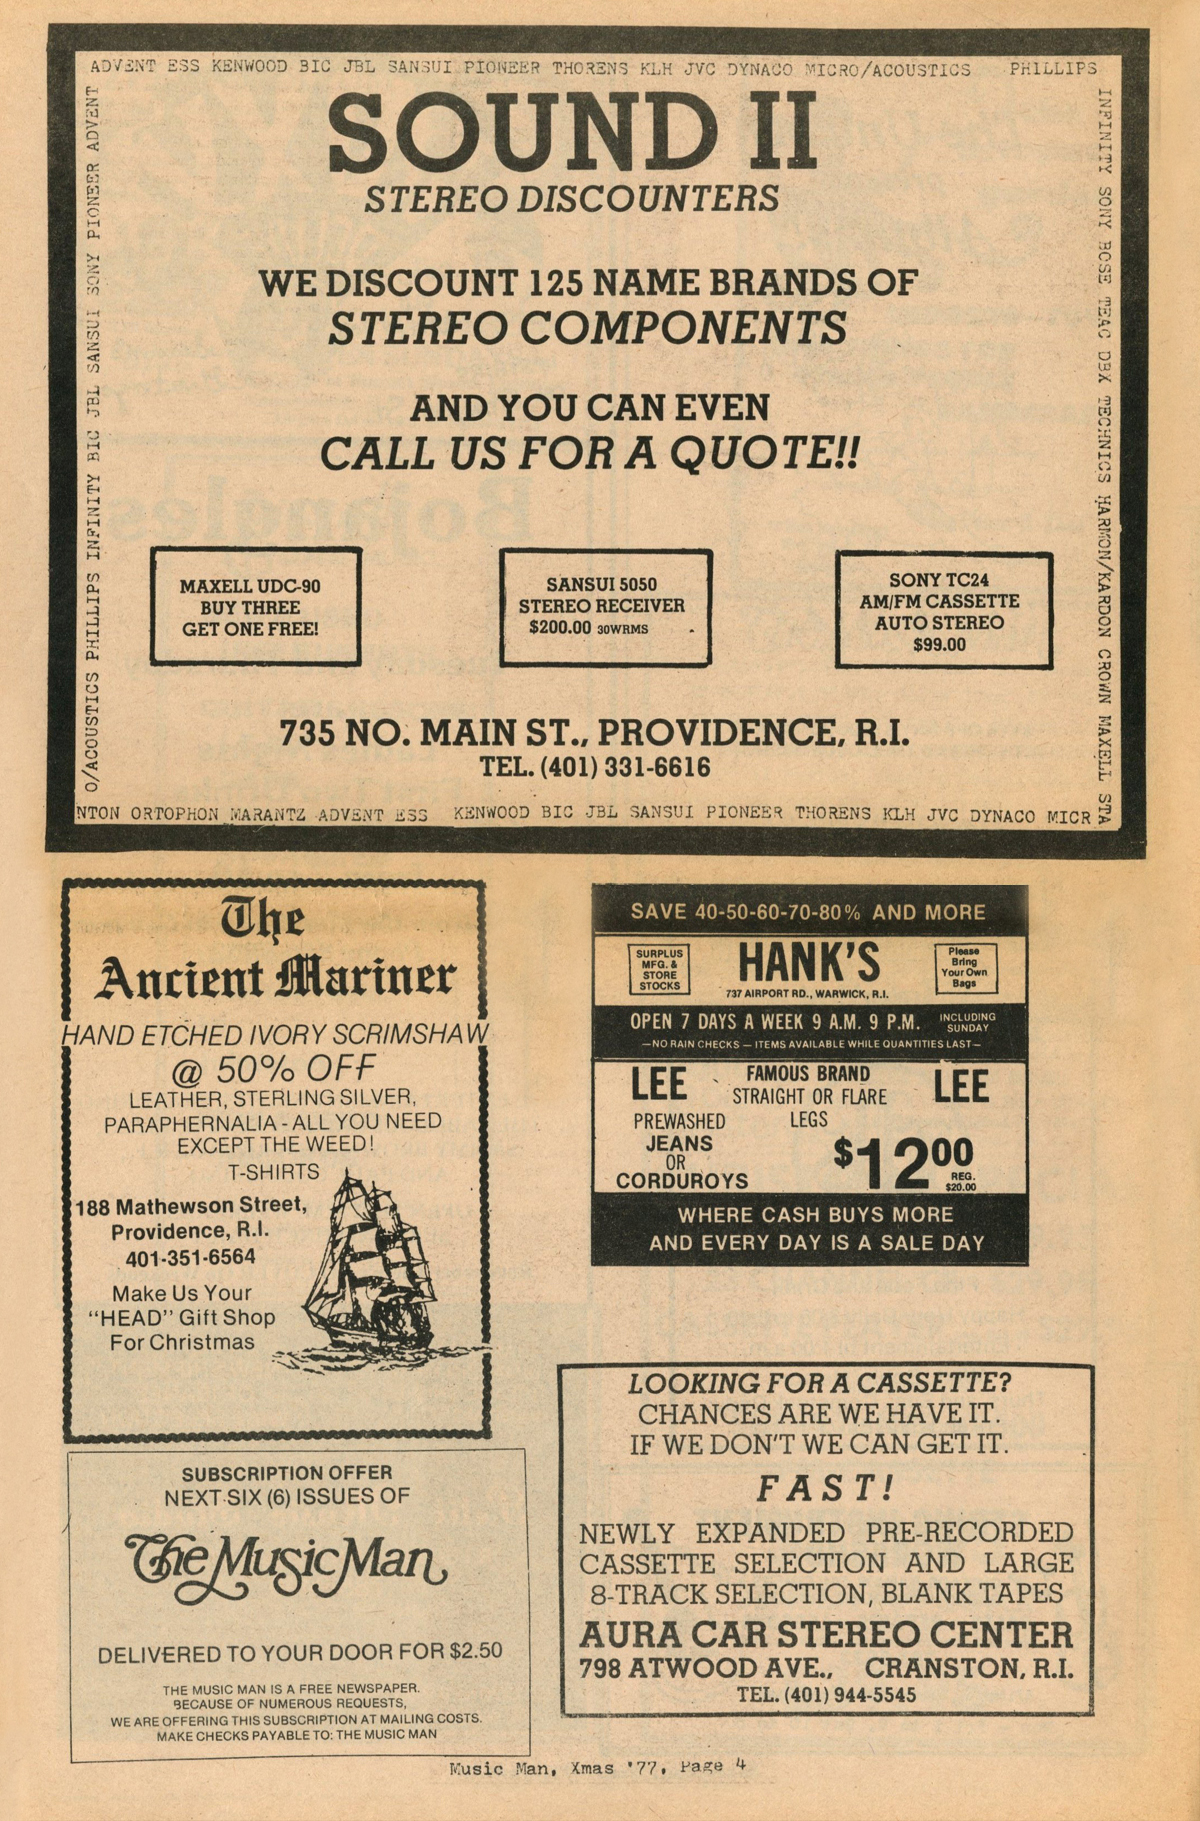 ADVENT ESS KENWOOD BIC JBL SANSUI PIONEER THORENS KLH JVC DYNACO MICRO/ACOUSTICS PHILLIPS
INFINITY SONY BOSE TEAC DBX TECHNICS HARMON/KARDON CROWN MAXELL STA
O/ACOUSTICS PHILLIPS INFINITY BIC JBL SANSUI SONY PIONEER ADVENT
SOUND II
STEREO DISCOUNTERS
WE DISCOUNT 125 NAME BRANDS OF
STEREO COMPONENTS
AND YOU CAN EVEN
CALL US FOR A QUOTE!!
MAXELL UDC-90
BUY THREE
GET ONE FREE!
SANSUI 5050
STEREO RECEIVER
$200.00 30WRMS
SONY TC24
AM/FM CASSETTE
AUTO STEREO
$99.00
735 NO. MAIN ST., PROVIDENCE, R.I.
TEL. (401) 331-6616
NTON ORTOPHON MARANTZ ADVENT ESS KENWOOD BIC JBL SANSUI PIONEER THORENS KLH JVC DYNACO MICR
The
Ancient Mariner
HAND ETCHED IVORY SCRIMSHAW
@ 50% OFF
LEATHER, STERLING SILVER,
PARAPHERNALIA - ALL YOU NEED
EXCEPT THE WEED!
T-SHIRTS
188 Mathewson Street,
Providence, R.I.
401-351-6564
Make Us Your
"HEAD" Gift Shop
For Christmas
SAVE 40-50-60-70-80% AND MORE
SURPLUS
MFG. &
STORE
STOCKS
HANK'S
737 AIRPORT RD., WARWICK, R.I.
Please
Bring
Your Own
Bags
OPEN 7 DAYS A WEEK 9 A.M. 9 P.M. INCLUDING
SUNDAY
—NO RAIN CHECKS — ITEMS AVAILABLE WHILE QUANTITIES LAST—
LEE FAMOUS BRAND LEE
STRAIGHT OR FLARE
LEGS
PREWASHED
JEANS
OR
CORDUROYS
$12.00
REG.
$20.00
WHERE CASH BUYS MORE
AND EVERY DAY IS A SALE DAY
SUBSCRIPTION OFFER
NEXT SIX (6) ISSUES OF
The Music Man
DELIVERED TO YOUR DOOR FOR $2.50
THE MUSIC MAN IS A FREE NEWSPAPER.
BECAUSE OF NUMEROUS REQUESTS,
WE ARE OFFERING THIS SUBSCRIPTION AT MAILING COSTS.
MAKE CHECKS PAYABLE TO: THE MUSIC MAN
LOOKING FOR A CASSETTE?
CHANCES ARE WE HAVE IT.
IF WE DON'T WE CAN GET IT.
FAST!
NEWLY EXPANDED PRE-RECORDED
CASSETTE SELECTION AND LARGE
8-TRACK SELECTION, BLANK TAPES
AURA CAR STEREO CENTER
798 ATWOOD AVE., CRANSTON, R.I.
TEL. (401) 944-5545
Music Man, Xmas '77, Page 4